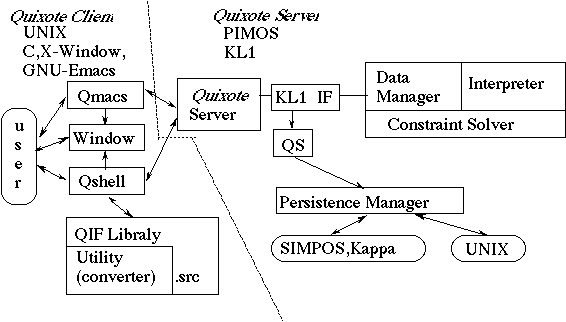 Quixote Client
UNIX
C,X-Window,
GNU-Emacs
Quixote Server
PIMOS
KL1
user
Qmacs
Window
Qshell
QIF Libraly
Utility
(converter)
.src
Quixote
Server
KL1 IF
Data
Manager
Interpreter
Constraint Solver
QS
Persistence Manager
SIMPOS,Kappa
UNIX